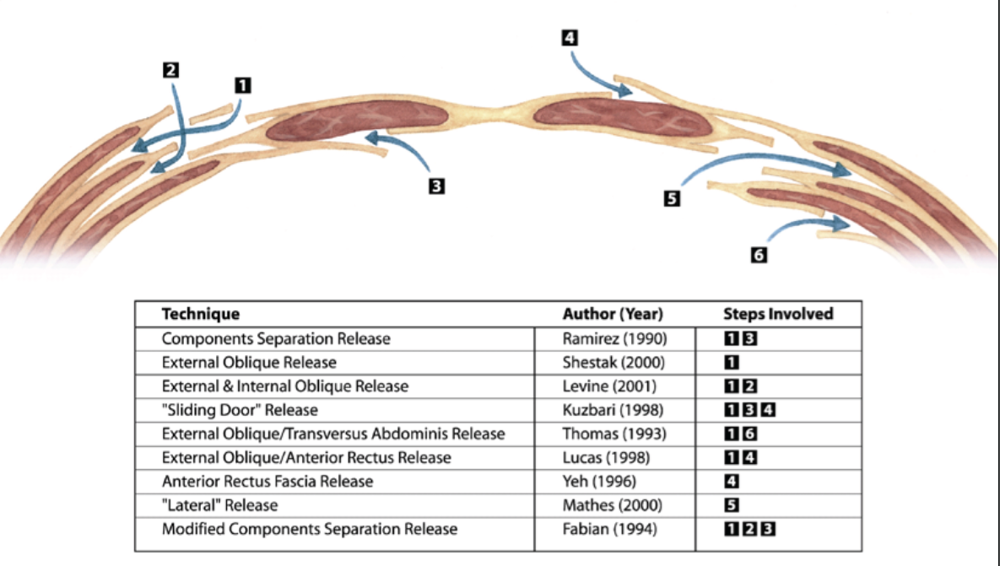 4
2
1
3
5
6
Technique Author (Year) Steps Involved
Components Separation Release Ramirez (1990) 1 3
External Oblique Release Shestak (2000) 1
External & Internal Oblique Release Levine (2001) 1 2
"Sliding Door" Release Kuzbari (1998) 1 3 4
External Oblique/Transversus Abdominis Release Thomas (1993) 1 6
External Oblique/Anterior Rectus Release Lucas (1998) 1 4
Anterior Rectus Fascia Release Yeh (1996) 4
"Lateral" Release Mathes (2000) 5
Modified Components Separation Release Fabian (1994) 1 2 3